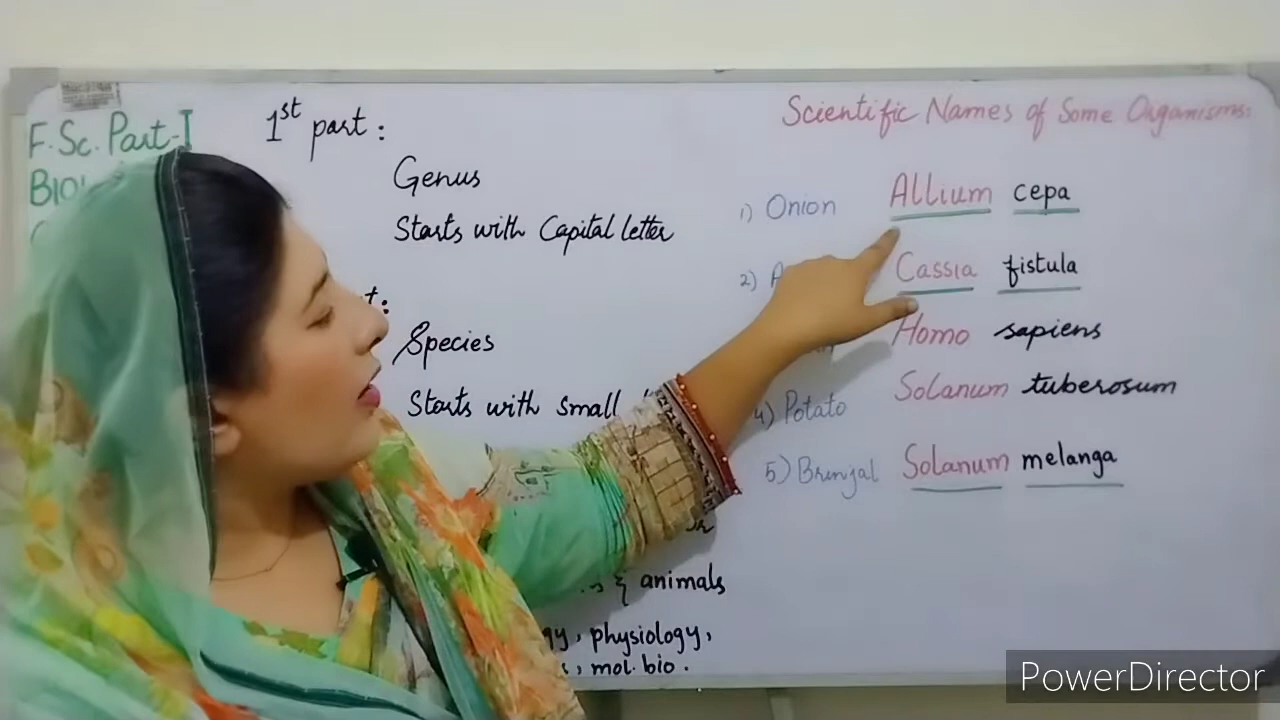 F.Sc. Part-I
1st part:
Genus
Starts with Capital letter
Species
Starts with small
& animals
physiology,
mol. bio.
Scientific Names of Some Organisms:
1) Onion Allium cepa
2) Cassia fistula
Homo sapiens
4) Potato Solanum tuberosum
5) Brinjal Solanum melanga
PowerDirector